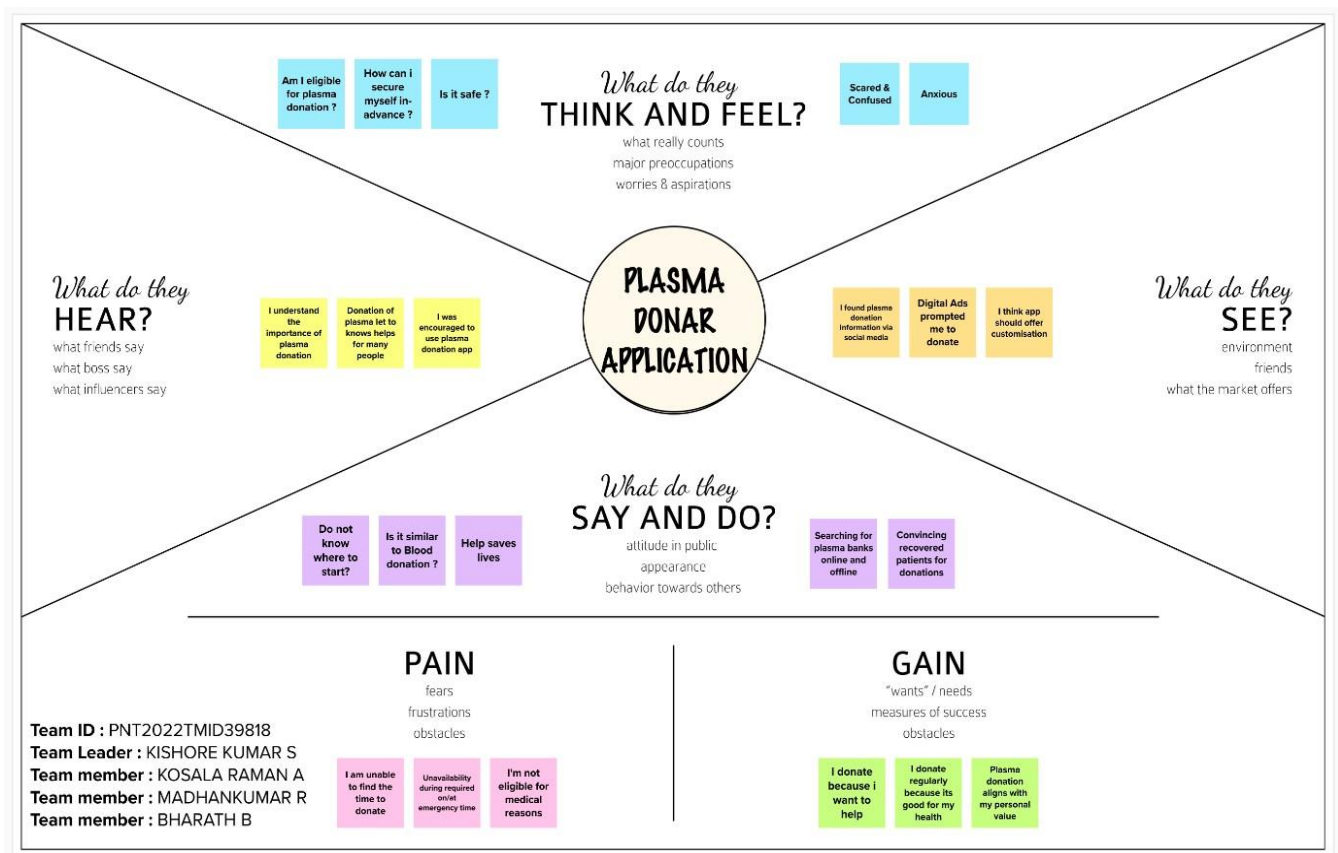 Am I eligible
for plasma
donation ?
How can i
secure
myself in-
advance ?
Is it safe ?
What do they
THINK AND FEEL?
what really counts
major preoccupations
worries & aspirations
Scared &
Confused
Anxious
What do they
HEAR?
what friends say
what boss say
what influencers say
I understand
the
importance of
plasma
donation
Donation of
plasma let to
knows helps
for many
people
I was
encouraged to
use plasma
donation app
PLASMA
DONAR
APPLICATION
I found plasma
donation
information via
social media
Digital Ads
prompted
me to
donate
I think app
should offer
customisation
What do they
SEE?
environment
friends
what the market offers
What do they
SAY AND DO?
attitude in public
appearance
behavior towards others
Do not
know
where to
start?
Is it similar
to Blood
donation ?
Help saves
lives
Searching for
plasma banks
online and
offline
Convincing
recovered
patients for
donations
PAIN
fears
frustrations
obstacles
I am unable
to find the
time to
donate
Unavailability
during required
on/at
emergency time
I'm not
eligible for
medical
reasons
GAIN
"wants" / needs
measures of success
obstacles
I donate
because i
want to
help
I donate
regularly
because its
good for my
health
Plasma
donation
aligns with
my personal
value
Team ID : PNT2022TMID39818
Team Leader : KISHORE KUMAR S
Team member : KOSALA RAMAN A
Team member : MADHANKUMAR R
Team member : BHARATH B